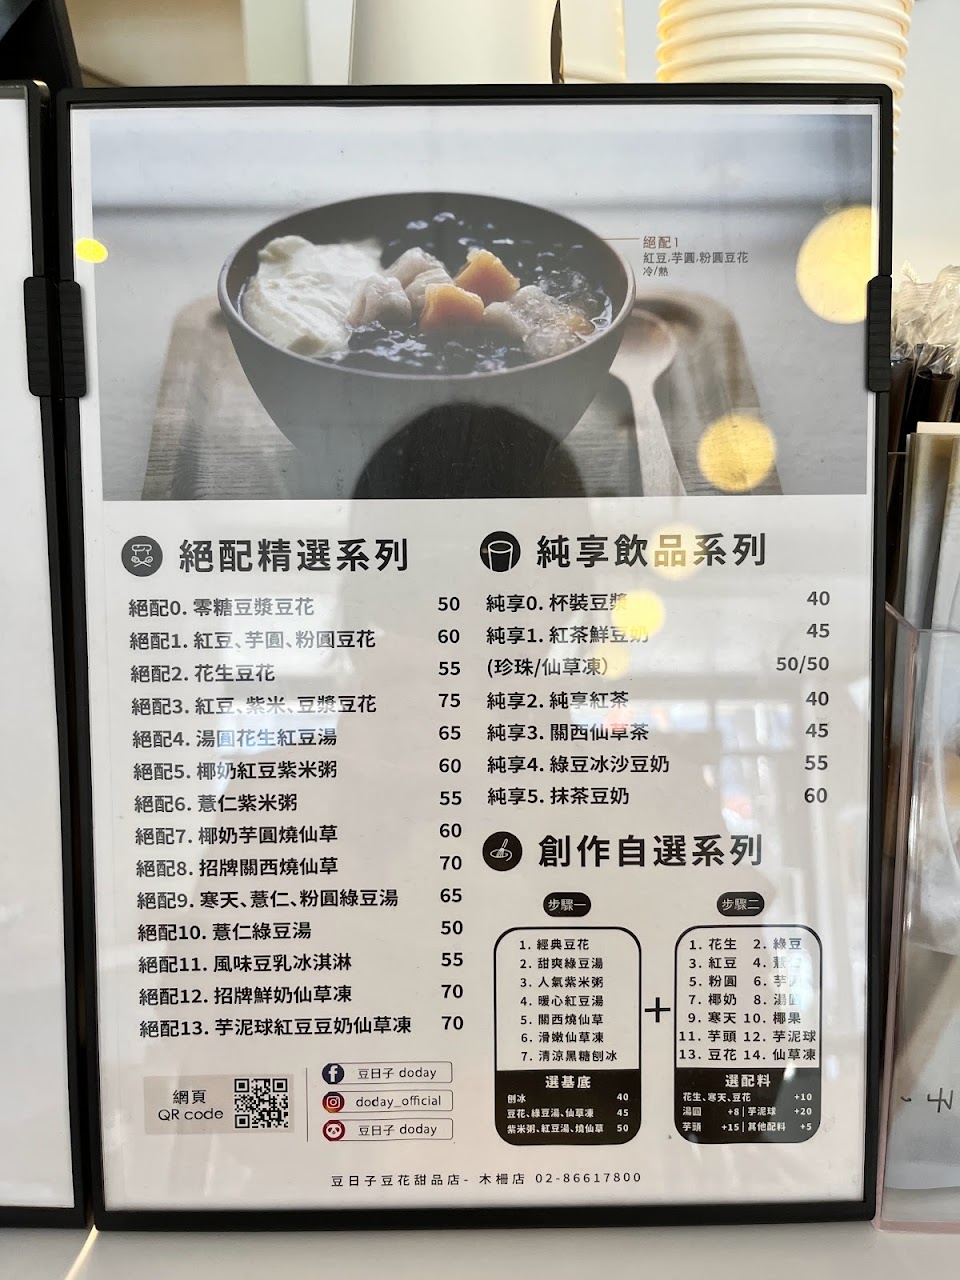 絕配1
紅豆,芋圓,粉圓豆花
冷/熱
絕配精選系列
絕配0. 零糖豆漿豆花 50
絕配1. 紅豆、芋圓、粉圓豆花 60
絕配2. 花生豆花 55
絕配3. 紅豆、紫米、豆漿豆花 75
絕配4. 湯圓花生紅豆湯 65
絕配5. 椰奶紅豆紫米粥 60
絕配6. 薏仁紫米粥 55
絕配7. 椰奶芋圓燒仙草 60
絕配8. 招牌關西燒仙草 70
絕配9. 寒天、薏仁、粉圓綠豆湯 65
絕配10. 薏仁綠豆湯 50
絕配11. 風味豆乳冰淇淋 55
絕配12. 招牌鮮奶仙草凍 70
絕配13. 芋泥球紅豆豆奶仙草凍 70
純享飲品系列
純享0. 杯裝豆漿 40
純享1. 紅茶鮮豆奶 45
(珍珠/仙草凍) 50/50
純享2. 純享紅茶 40
純享3. 關西仙草茶 45
純享4. 綠豆冰沙豆奶 55
純享5. 抹茶豆奶 60
創作自選系列
步驟一
1. 經典豆花
2. 甜爽綠豆湯
3. 人氣紫米粥
4. 暖心紅豆湯
5. 關西燒仙草
6. 滑嫩仙草凍
7. 清涼黑糖刨冰
選基底
刨冰 40
豆花、綠豆湯、仙草凍 45
紫米粥、紅豆湯、燒仙草 50
+
步驟二
1. 花生 2. 綠豆
3. 紅豆 4. 薏仁
5. 粉圓 6. 芋圓
7. 椰奶 8. 湯圓
9. 寒天 10. 椰果
11. 芋頭 12. 芋泥球
13. 豆花 14. 仙草凍
選配料
花生、寒天、豆花 +10
湯圓 +8 | 芋泥球 +20
芋頭 +15 | 其他配料 +5
網頁
QR code
豆日子 doday
doday_official
豆日子 doday
豆日子豆花甜品店- 木柵店 02-86617800
子